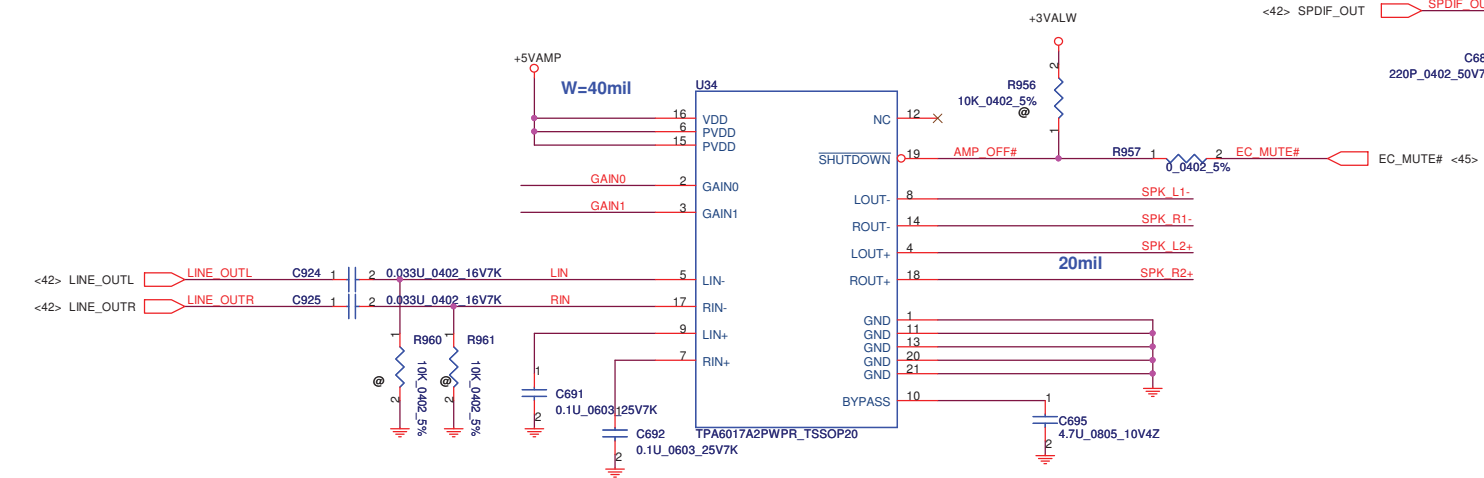 <42> SPDIF_OUT
SPDIF_OU
+3VALW
+5VAMP
W=40mil
U34
C68
220P_0402_50V7
R956
10K_0402_5%
@
2
1
16 VDD
6 PVDD
15 PVDD
NC 12
SHUTDOWN 19 AMP_OFF#
R957 1 2 EC_MUTE#
0_0402_5%
EC_MUTE# <45>
GAIN0 2 GAIN0
GAIN1 3 GAIN1
LOUT- 8 SPK_L1-
ROUT- 14 SPK_R1-
LOUT+ 4 SPK_L2+
20mil
ROUT+ 18 SPK_R2+
<42> LINE_OUTL LINE_OUTL C924 1 2 0.033U_0402_16V7K LIN 5 LIN-
<42> LINE_OUTR LINE_OUTR C925 1 2 0.033U_0402_16V7K RIN 17 RIN-
9 LIN+
7 RIN+
GND 1
GND 11
GND 13
GND 20
GND 21
BYPASS 10
1
R960
10K_0402_5%
@
2
1
R961
10K_0402_5%
@
2
1
C691
0.1U_0603_25V7K
2
1
C692
0.1U_0603_25V7K
2
TPA6017A2PWPR_TSSOP20
1
C695
4.7U_0805_10V4Z
2